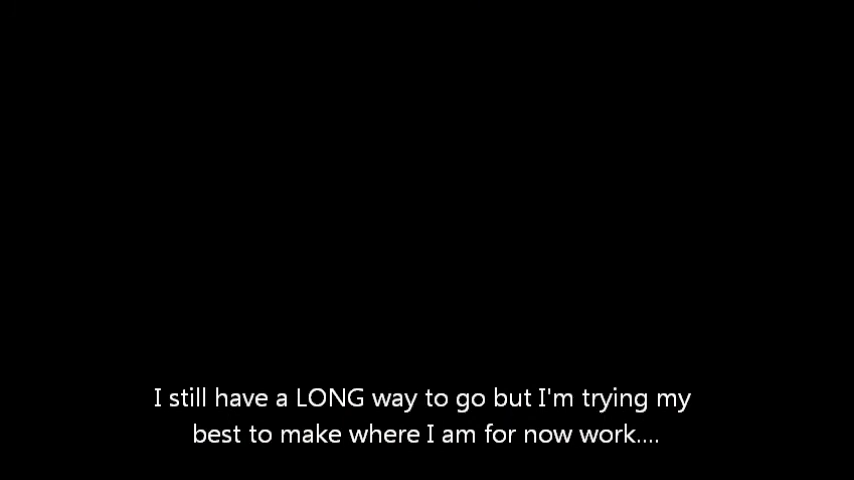 I still have a LONG way to go but I'm trying my
best to make where I am for now work....